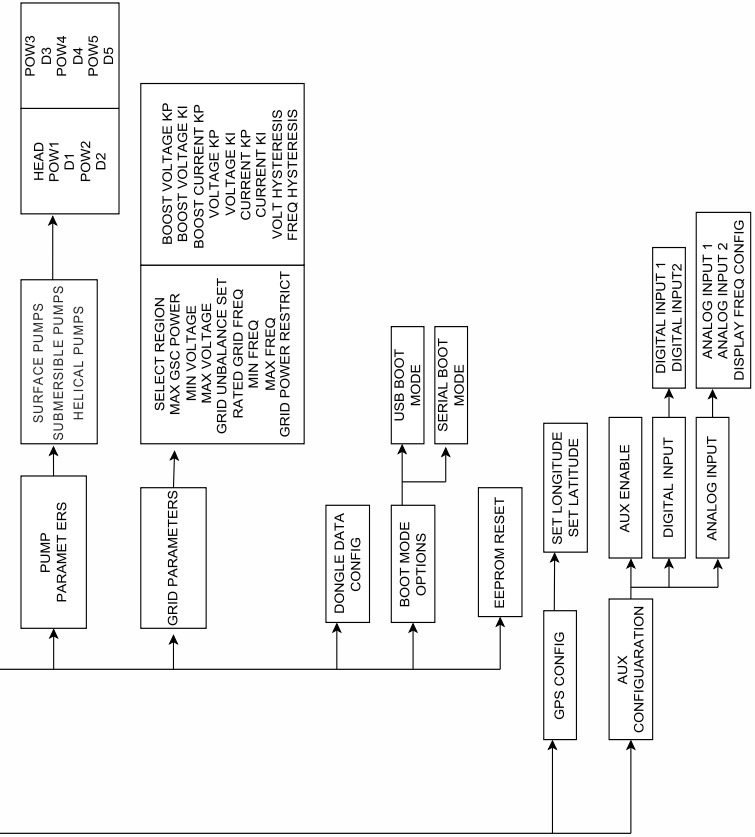 PUMP
PARAMET ERS
SURFACE PUMPS
SUBMERSIBLE PUMPS
HELICAL PUMPS
HEAD
POW1
D1
POW2
D2
POW3
D3
POW4
D4
POW5
D5
GRID PARAMETERS
SELECT REGION
MAX GSC POWER
MIN VOLTAGE
MAX VOLTAGE
GRID UNBALANCE SET
RATED GRID FREQ
MIN FREQ
MAX FREQ
GRID POWER RESTRICT
BOOST VOLTAGE KP
BOOST VOLTAGE KI
BOOST CURRENT KP
VOLTAGE KP
VOLTAGE KI
CURRENT KP
CURRENT KI
VOLT HYSTERESIS
FREQ HYSTERESIS
DONGLE DATA
CONFIG
BOOT MODE
OPTIONS
USB BOOT
MODE
SERIAL BOOT
MODE
EEPROM RESET
GPS CONFIG
SET LONGITUDE
SET LATITUDE
AUX
CONFIGUARATION
AUX ENABLE
DIGITAL INPUT
DIGITAL INPUT 1
DIGITAL INPUT2
ANALOG INPUT
ANALOG INPUT 1
ANALOG INPUT 2
DISPLAY FREQ CONFIG